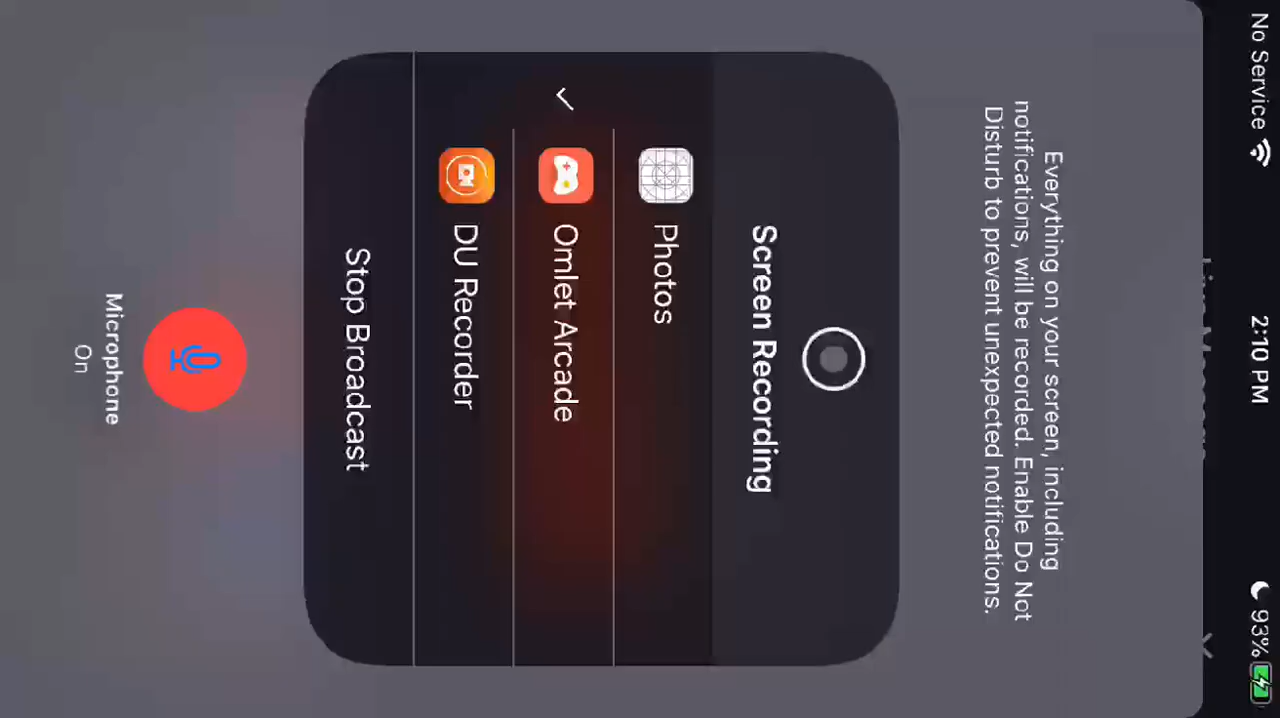 No Service
2:10 PM
93%
Everything on your screen, including
notifications, will be recorded. Enable Do Not
Disturb to prevent unexpected notifications.
Screen Recording
Photos
Omlet Arcade
DU Recorder
Stop Broadcast
Microphone
On